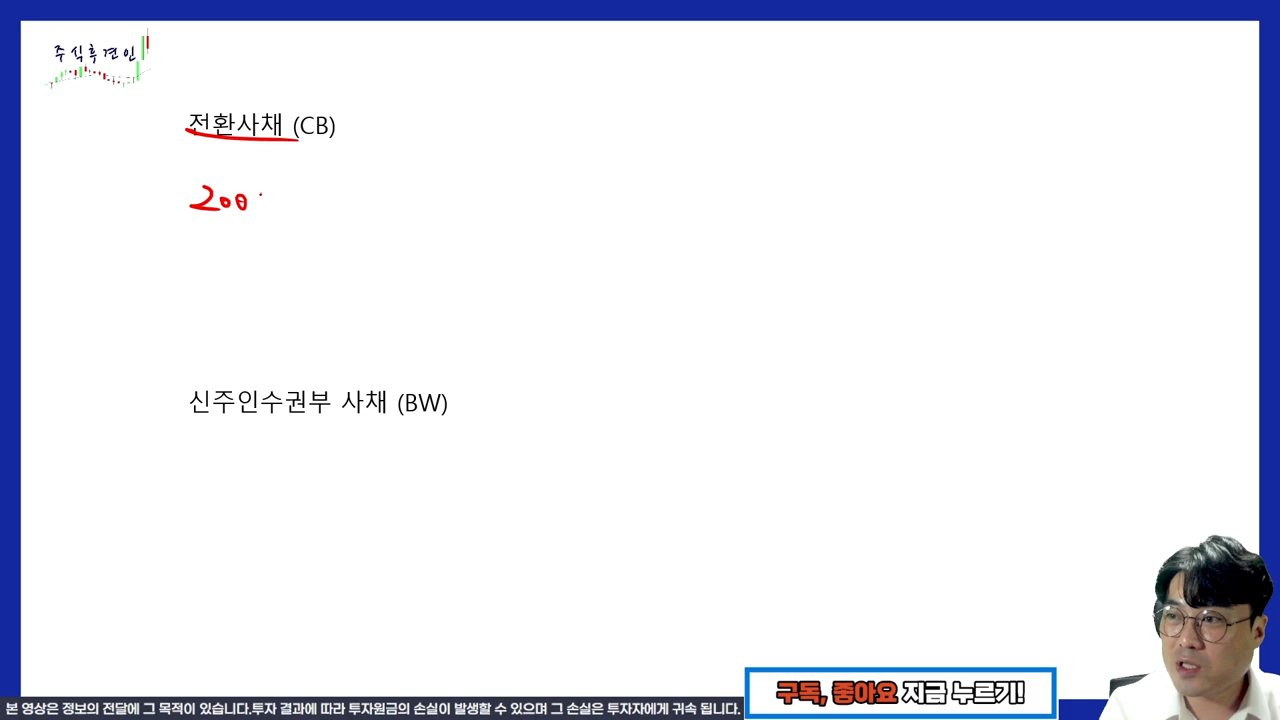 주식후견인
전환사채 (CB)
200
신주인수권부 사채 (BW)
구독, 좋아요 지금 누르기!
본 영상은 정보의 전달에 그 목적이 있습니다.투자 결과에 따라 투자원금의 손실이 발생할 수 있으며 그 손실은 투자자에게 귀속 됩니다.